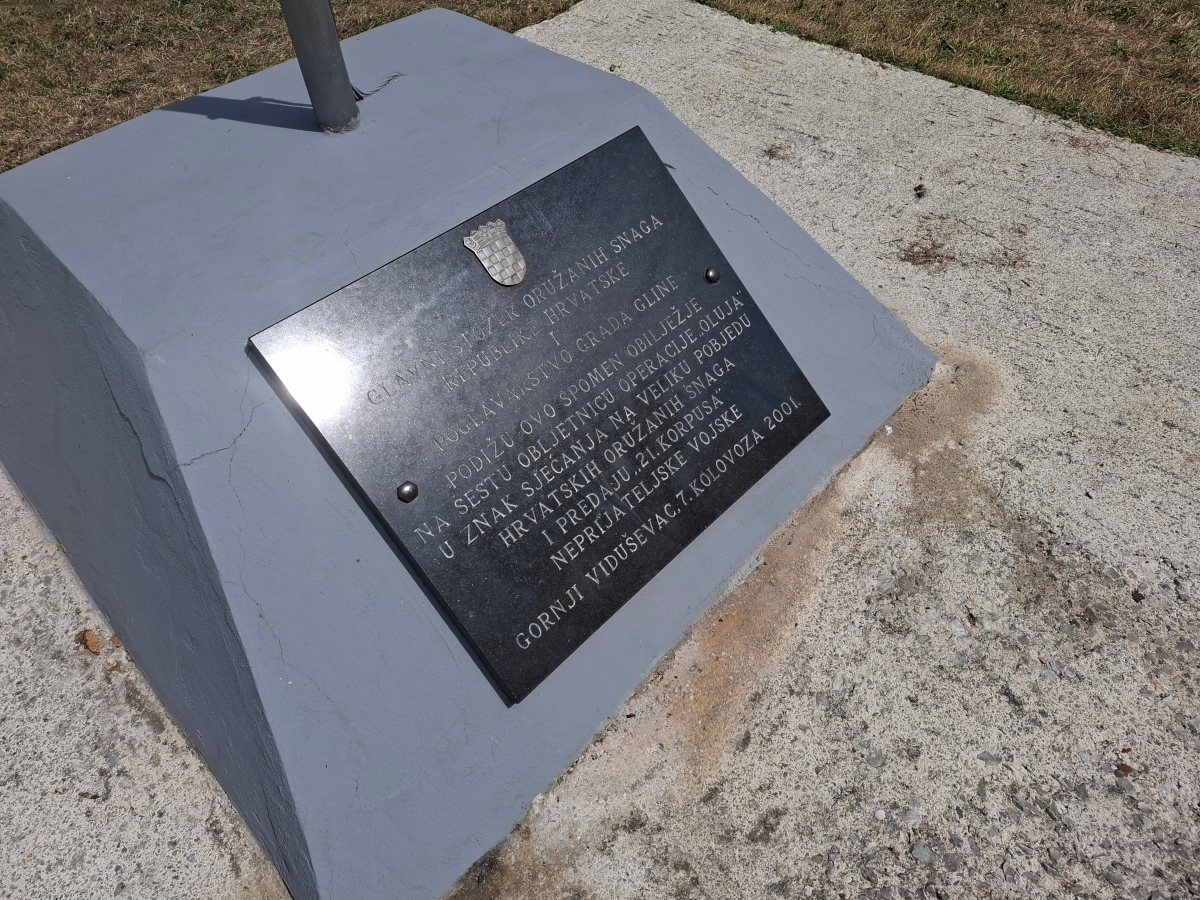 GLAVNI STOŽER ORUŽANIH SNAGA
REPUBLIKE HRVATSKE
I
POGLAVARSTVO GRADA GLINE
PODIŽU OVO SPOMEN OBILJEŽJE
NA ŠESTU OBLJETNICU OPERACIJE„OLUJA“
U ZNAK SJEĆANJA NA VELIKU POBJEDU
HRVATSKIH ORUŽANIH SNAGA
I PREDAJU„21.KORPUSA“
NEPRIJATELJSKE VOJSKE
GORNJI VIDUŠEVAC,7.KOLOVOZA 2001.